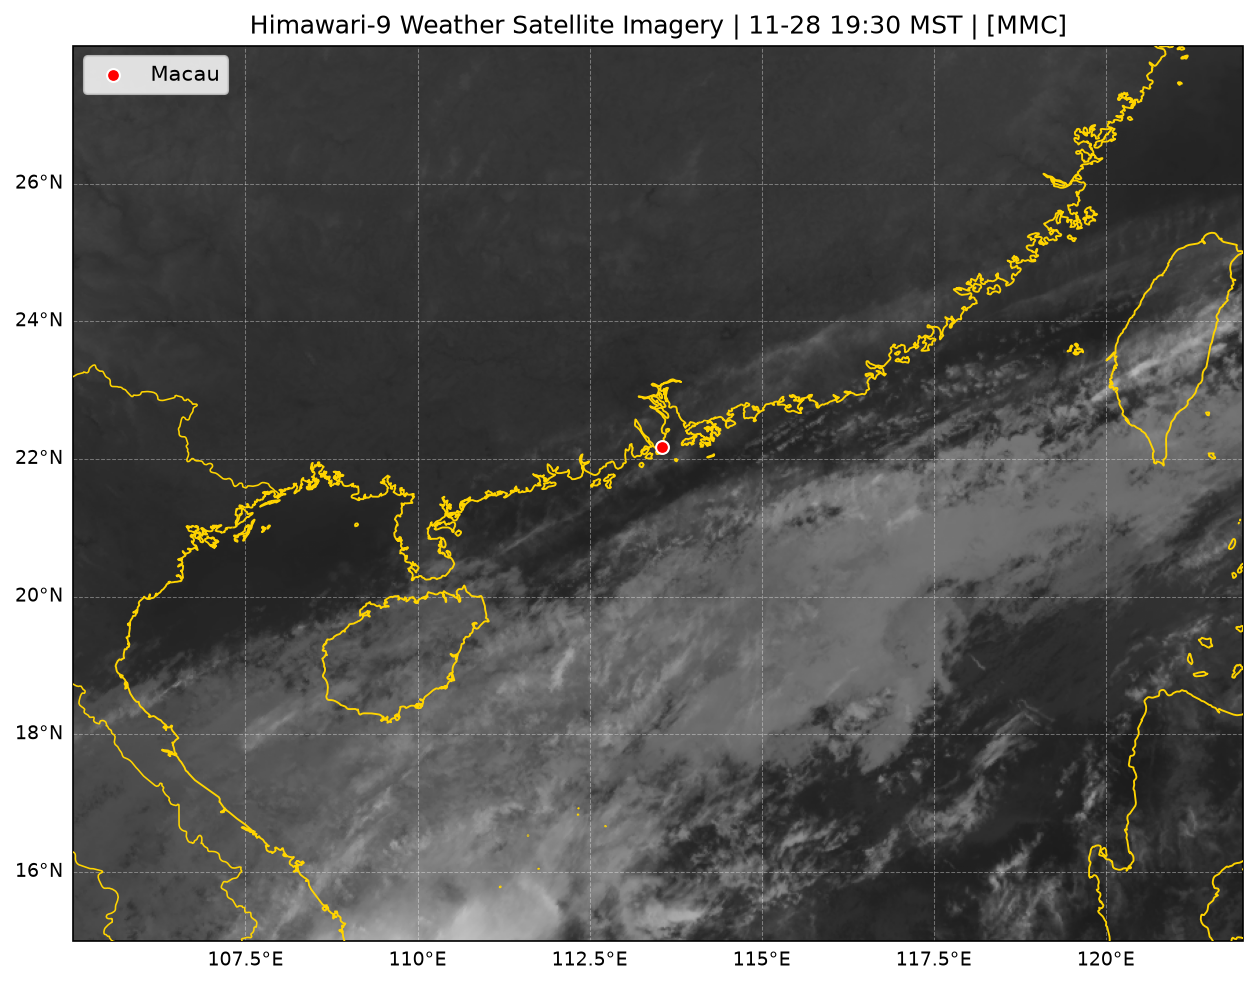 Himawari-9 Weather Satellite Imagery | 11-28 19:30 MST | [MMC]
Macau
26°N
24°N
22°N
20°N
18°N
16°N
107.5°E
110°E
112.5°E
115°E
117.5°E
120°E